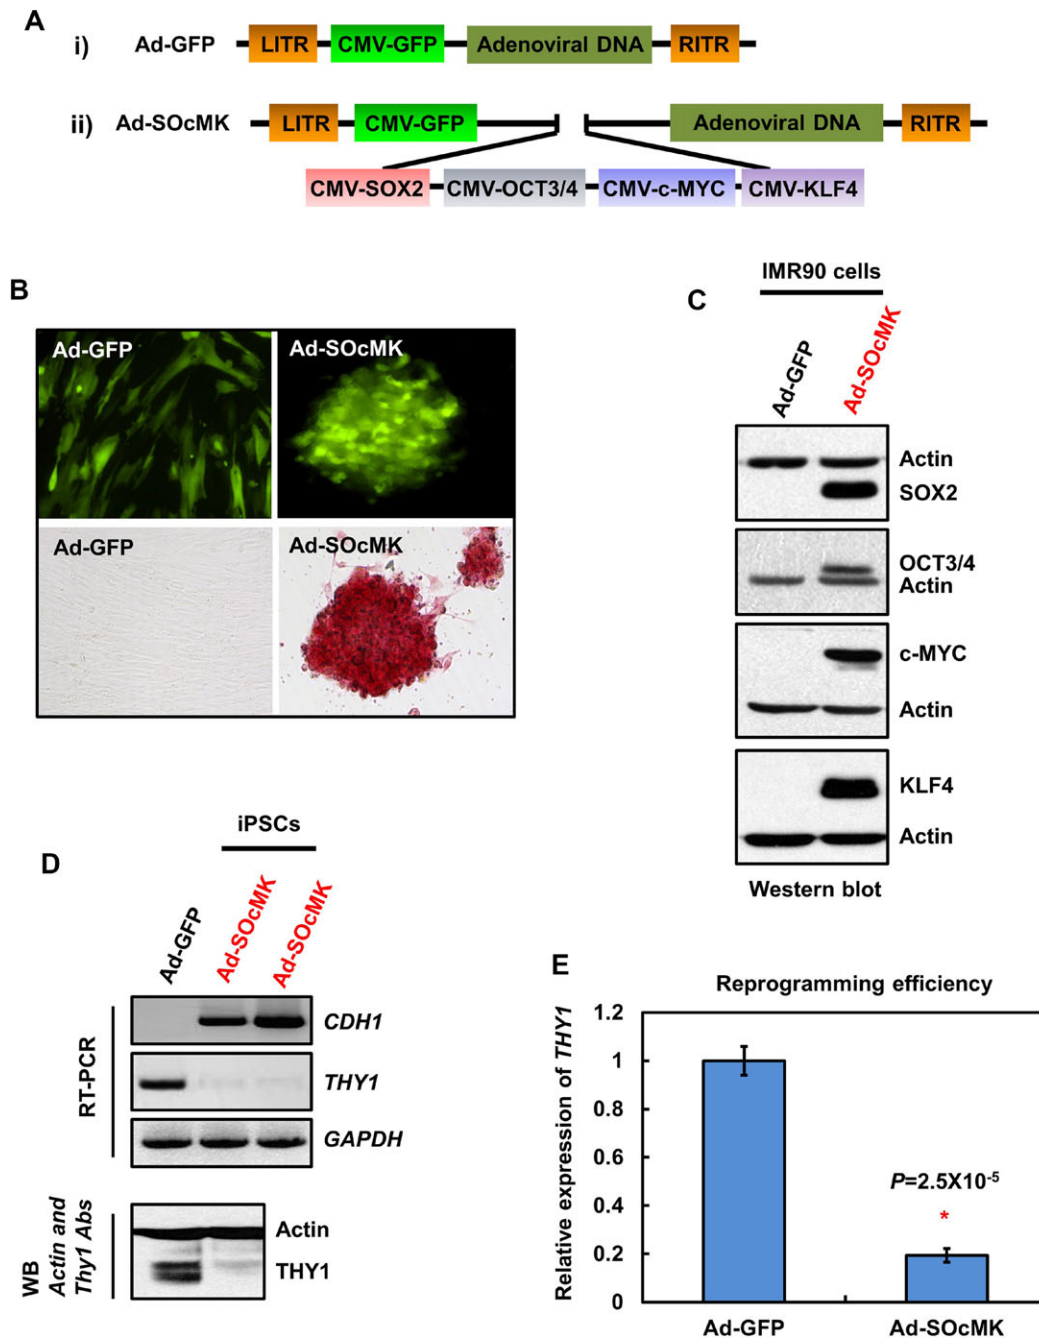 A
i) Ad-GFP LITR CMV-GFP Adenoviral DNA RITR
ii) Ad-SOcMK LITR CMV-GFP Adenoviral DNA RITR
CMV-SOX2 CMV-OCT3/4 CMV-c-MYC CMV-KLF4
B
Ad-GFP Ad-SOcMK
Ad-GFP Ad-SOcMK
C
IMR90 cells
Ad-GFP Ad-SOcMK
Actin
SOX2
OCT3/4
Actin
c-MYC
Actin
KLF4
Actin
Western blot
D
iPSCs
Ad-GFP Ad-SOcMK Ad-SOcMK
RT-PCR
CDH1
THY1
GAPDH
WB
Actin and
Thy1 Abs
Actin
THY1
E
Reprogramming efficiency
Relative expression of THY1
1.2
1
0.8
0.6
0.4
0.2
0
P=2.5X10-5
*
Ad-GFP Ad-SOcMK